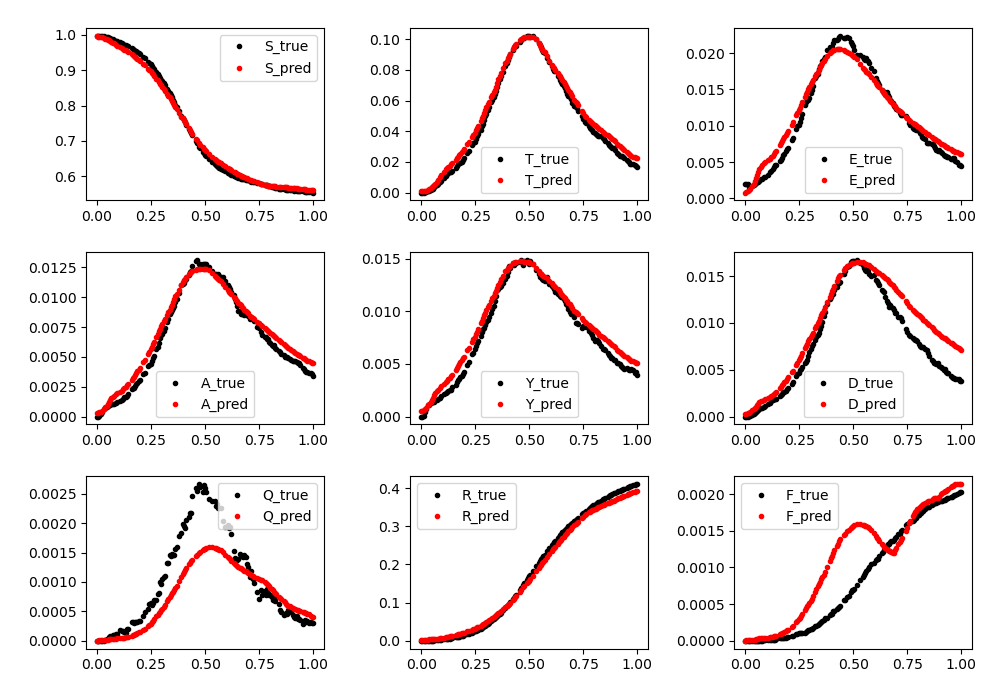 1.0
0.9
0.8
0.7
0.6
S_true
S_pred
0.00 0.25 0.50 0.75 1.00
0.10
0.08
0.06
0.04
0.02
0.00
T_true
T_pred
0.00 0.25 0.50 0.75 1.00
0.020
0.015
0.010
0.005
0.000
E_true
E_pred
0.00 0.25 0.50 0.75 1.00
0.0125
0.0100
0.0075
0.0050
0.0025
0.0000
A_true
A_pred
0.00 0.25 0.50 0.75 1.00
0.015
0.010
0.005
0.000
Y_true
Y_pred
0.00 0.25 0.50 0.75 1.00
0.015
0.010
0.005
0.000
D_true
D_pred
0.00 0.25 0.50 0.75 1.00
0.0025
0.0020
0.0015
0.0010
0.0005
0.0000
Q_true
Q_pred
0.00 0.25 0.50 0.75 1.00
0.4
0.3
0.2
0.1
0.0
R_true
R_pred
0.00 0.25 0.50 0.75 1.00
0.0020
0.0015
0.0010
0.0005
0.0000
F_true
F_pred
0.00 0.25 0.50 0.75 1.00